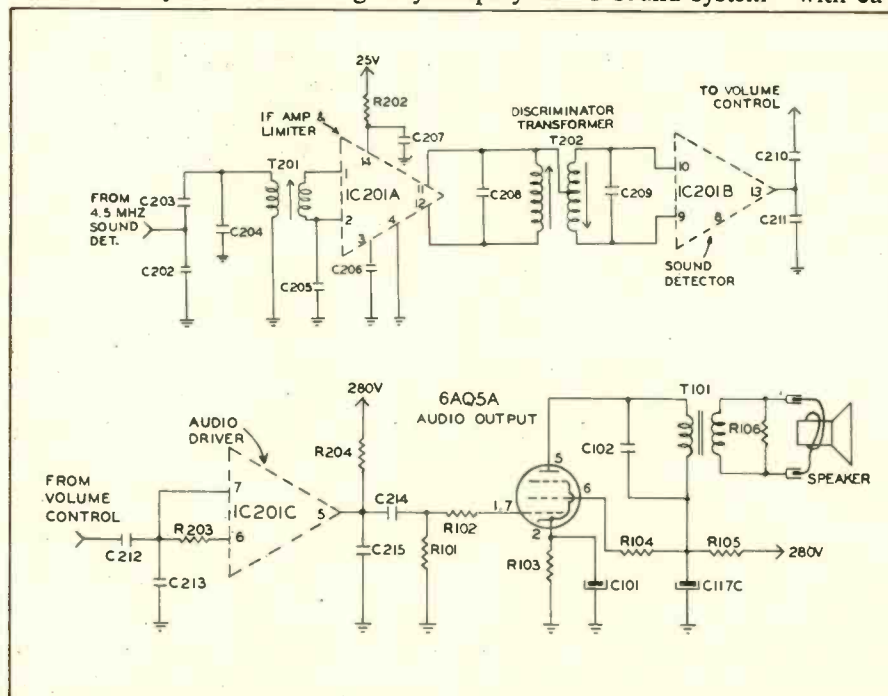 with
25V
R202
IF AMP &
LIMITER
C207
14
T201
DISCRIMINATOR
TRANSFORMER
T202
TO VOLUME
CONTROL
C203
FROM
4.5 MHZ
SOUND
DET.
C204
C202
1
IC201A
2
4
3
12
C205
C206
C208
C209
10
IC201B
13
9
8
C210
C211
SOUND
DETECTOR
280V
6AQ5A
AUDIO OUTPUT
T101
AUDIO
DRIVER
R204
C102
R106
SPEAKER
FROM
VOLUME
CONTROL
7
IC201C
5
C214
R102
1,7
5
6
2
R203
6
C212
C213
C215
R101
R103
C101
R104
R105
280V
C117C